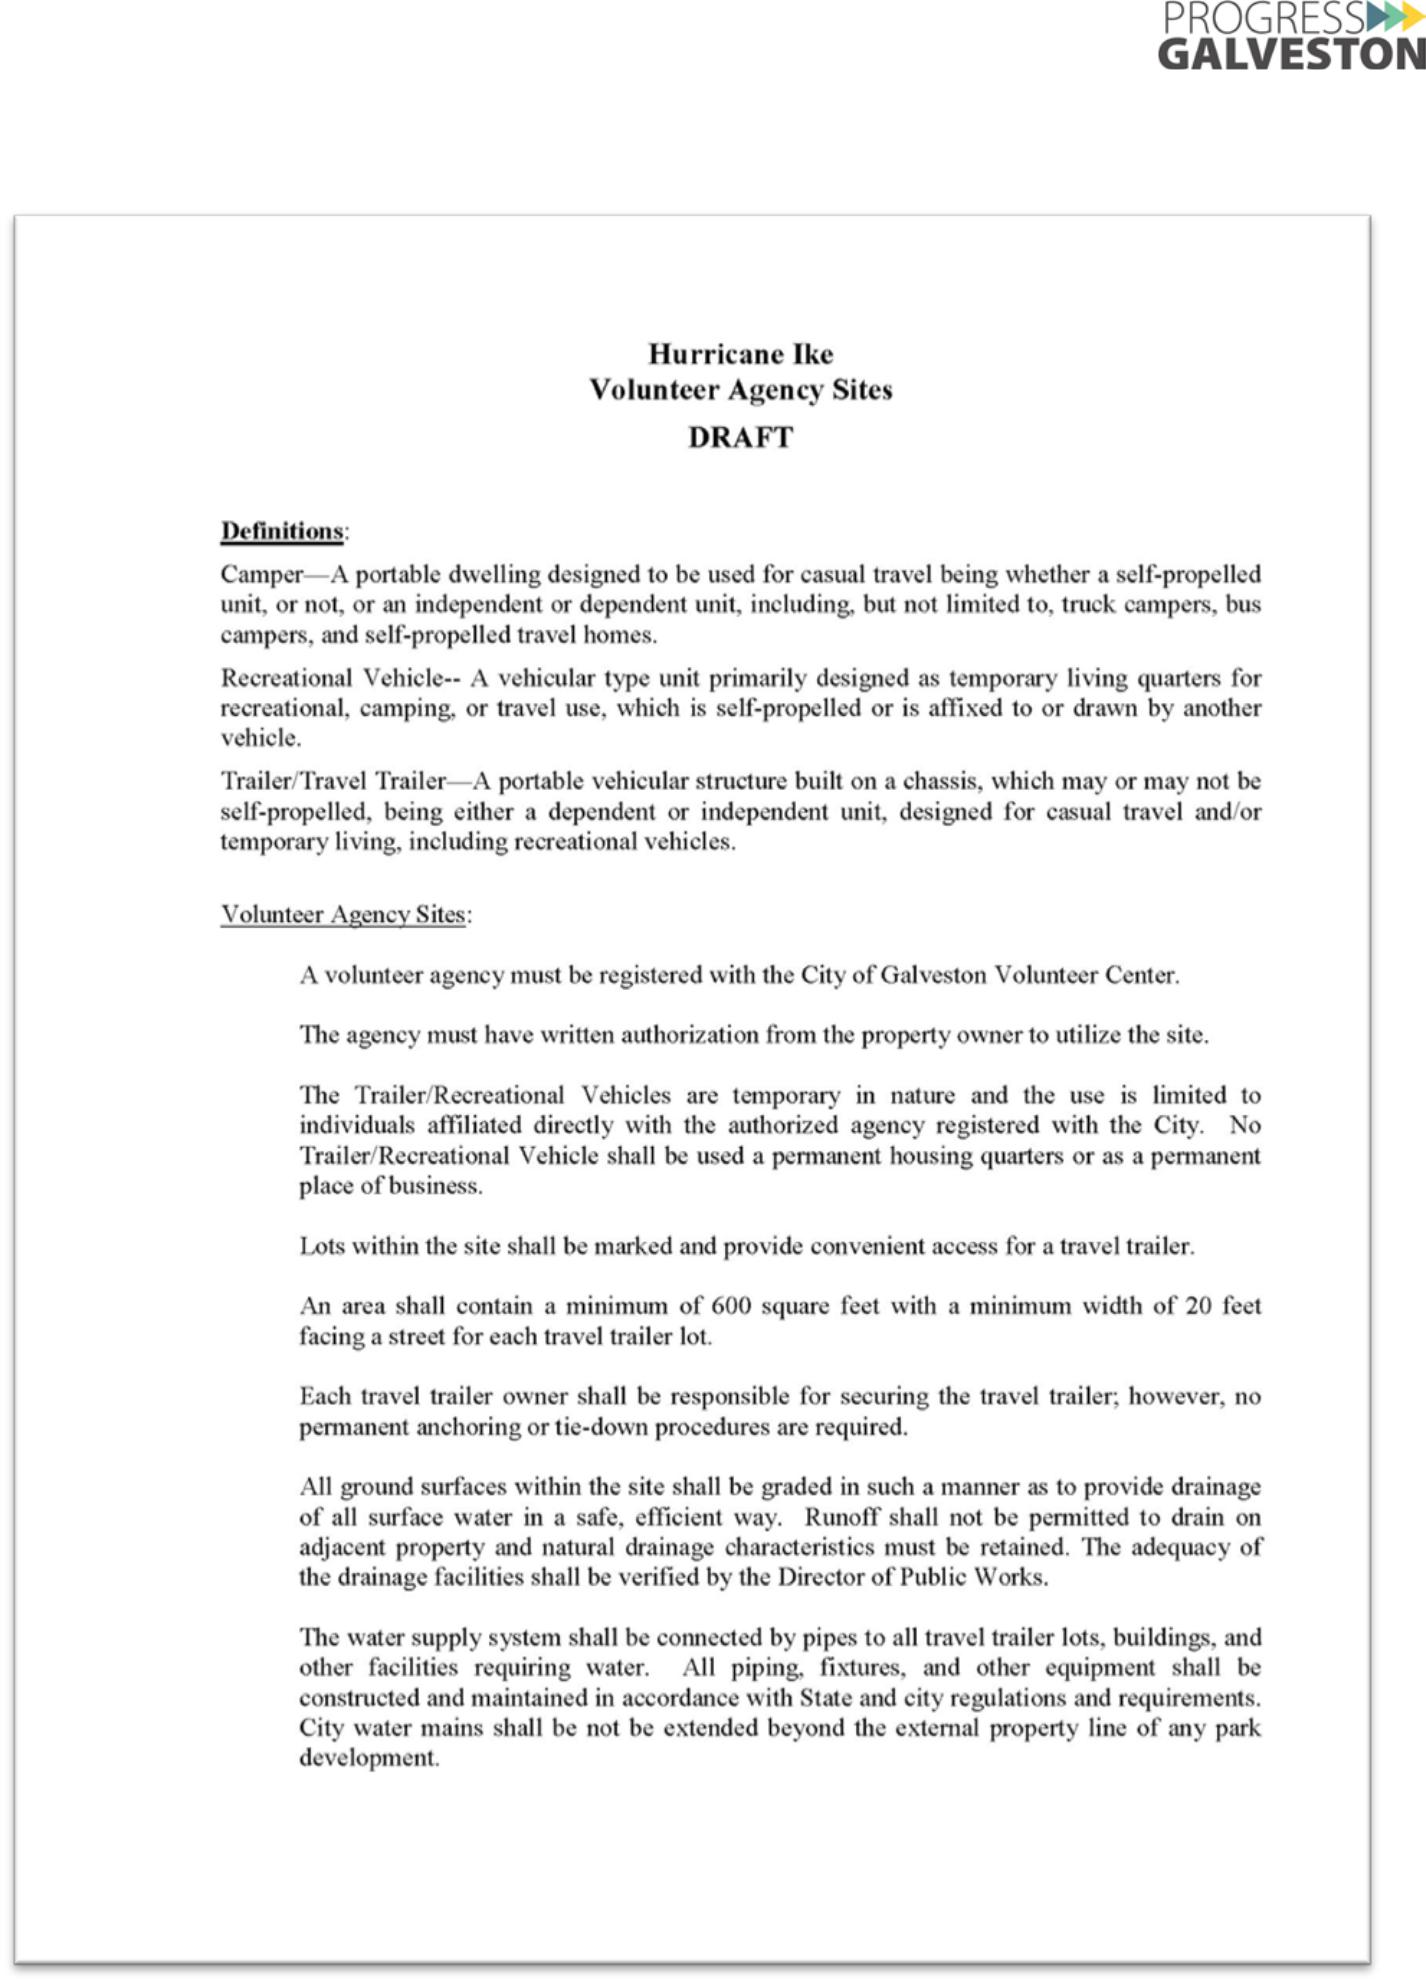 PROGRESS
GALVESTON
Hurricane Ike
Volunteer Agency Sites
DRAFT
Definitions:
Camper—A portable dwelling designed to be used for casual travel being whether a self-propelled
unit, or not, or an independent or dependent unit, including, but not limited to, truck campers, bus
campers, and self-propelled travel homes.
Recreational Vehicle-- A vehicular type unit primarily designed as temporary living quarters for
recreational, camping, or travel use, which is self-propelled or is affixed to or drawn by another
vehicle.
Trailer/Travel Trailer—A portable vehicular structure built on a chassis, which may or may not be
self-propelled, being either a dependent or independent unit, designed for casual travel and/or
temporary living, including recreational vehicles.
Volunteer Agency Sites:
A volunteer agency must be registered with the City of Galveston Volunteer Center.
The agency must have written authorization from the property owner to utilize the site.
The Trailer/Recreational Vehicles are temporary in nature and the use is limited to
individuals affiliated directly with the authorized agency registered with the City. No
Trailer/Recreational Vehicle shall be used a permanent housing quarters or as a permanent
place of business.
Lots within the site shall be marked and provide convenient access for a travel trailer.
An area shall contain a minimum of 600 square feet with a minimum width of 20 feet
facing a street for each travel trailer lot.
Each travel trailer owner shall be responsible for securing the travel trailer; however, no
permanent anchoring or tie-down procedures are required.
All ground surfaces within the site shall be graded in such a manner as to provide drainage
of all surface water in a safe, efficient way. Runoff shall not be permitted to drain on
adjacent property and natural drainage characteristics must be retained. The adequacy of
the drainage facilities shall be verified by the Director of Public Works.
The water supply system shall be connected by pipes to all travel trailer lots, buildings, and
other facilities requiring water. All piping, fixtures, and other equipment shall be
constructed and maintained in accordance with State and city regulations and requirements.
City water mains shall be not be extended beyond the external property line of any park
development.